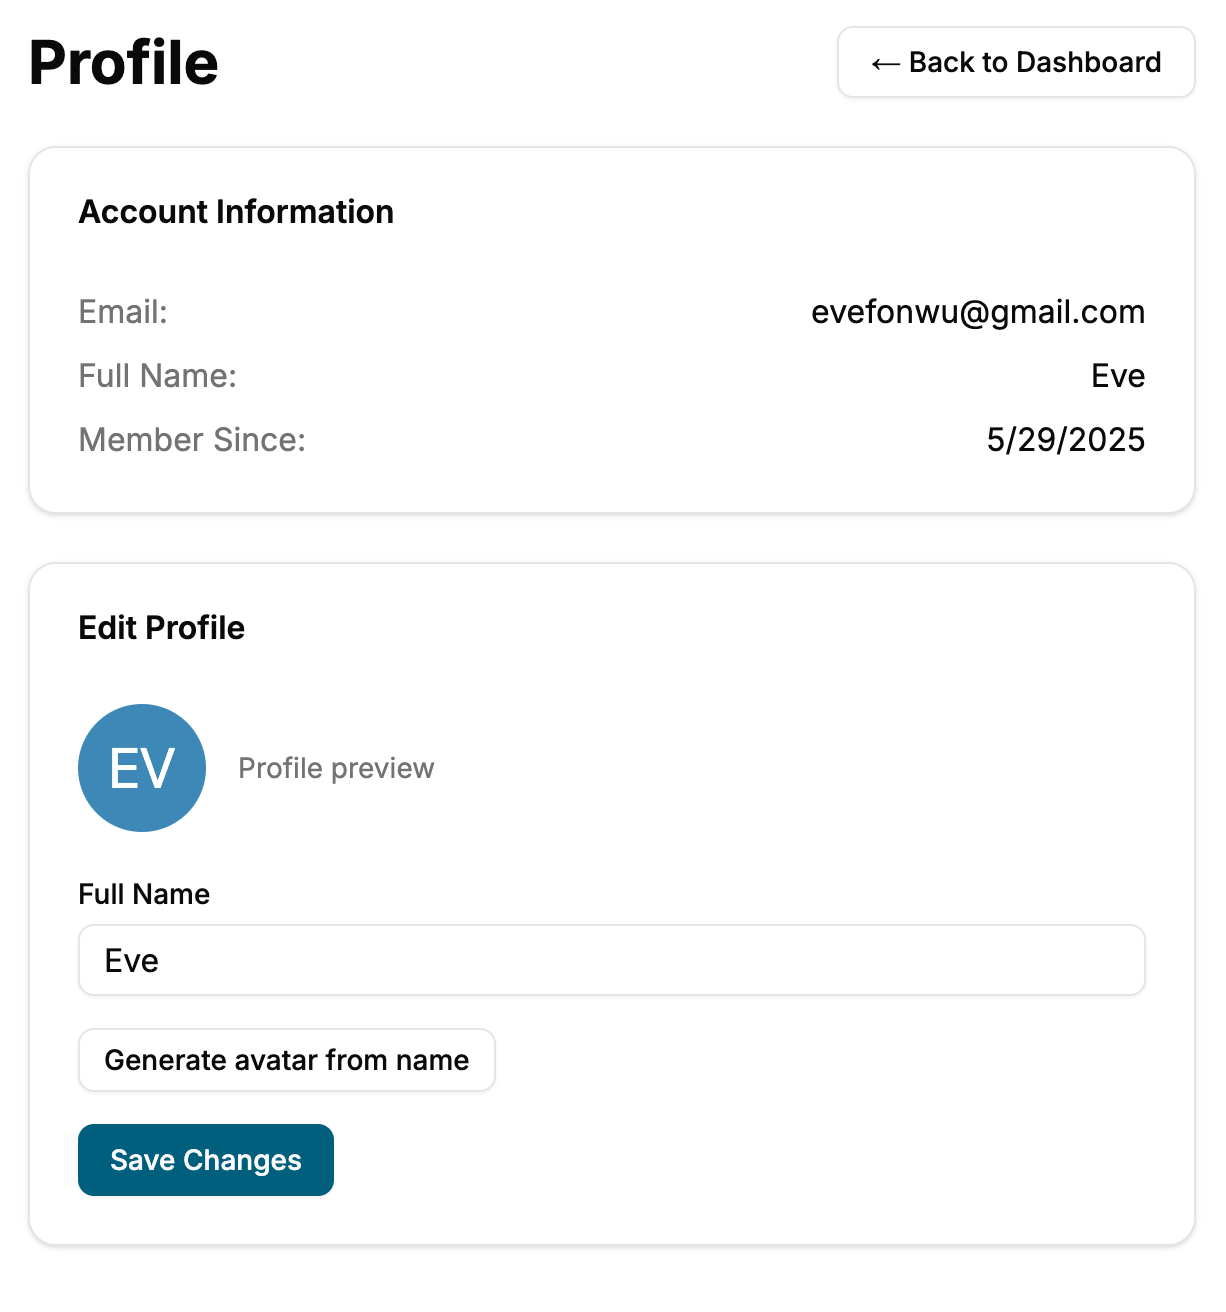 Profile
← Back to Dashboard
Account Information
Email: evefonwu@gmail.com
Full Name: Eve
Member Since: 5/29/2025
Edit Profile
EV
Profile preview
Full Name
Eve
Generate avatar from name
Save Changes